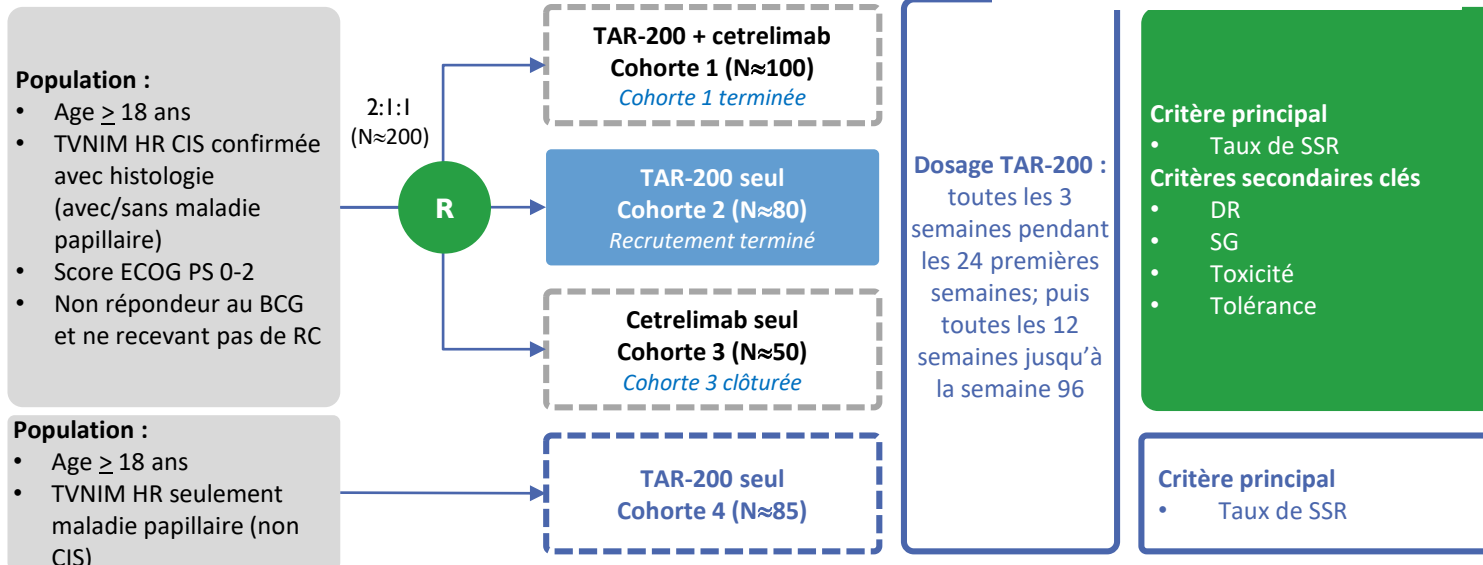 Population :
• Age > 18 ans
• TVNIM HR CIS confirmée
avec histologie
(avec/sans maladie
papillaire)
• Score ECOG PS 0-2
• Non répondeur au BCG
et ne recevant pas de RC
2:1:1
(N≈200)
R
TAR-200 + cetrelimab
Cohorte 1 (N≈100)
Cohorte 1 terminée
TAR-200 seul
Cohorte 2 (N≈80)
Recrutement terminé
Cetrelimab seul
Cohorte 3 (N≈50)
Cohorte 3 clôturée
Dosage TAR-200 :
toutes les 3
semaines pendant
les 24 premières
semaines; puis
toutes les 12
semaines jusqu'à
la semaine 96
Critère principal
• Taux de SSR
Critères secondaires clés
• DR
• SG
• Toxicité
• Tolérance
Population :
• Age > 18 ans
• TVNIM HR seulement
maladie papillaire (non
CIS)
TAR-200 seul
Cohorte 4 (N≈85)
Critère principal
• Taux de SSR